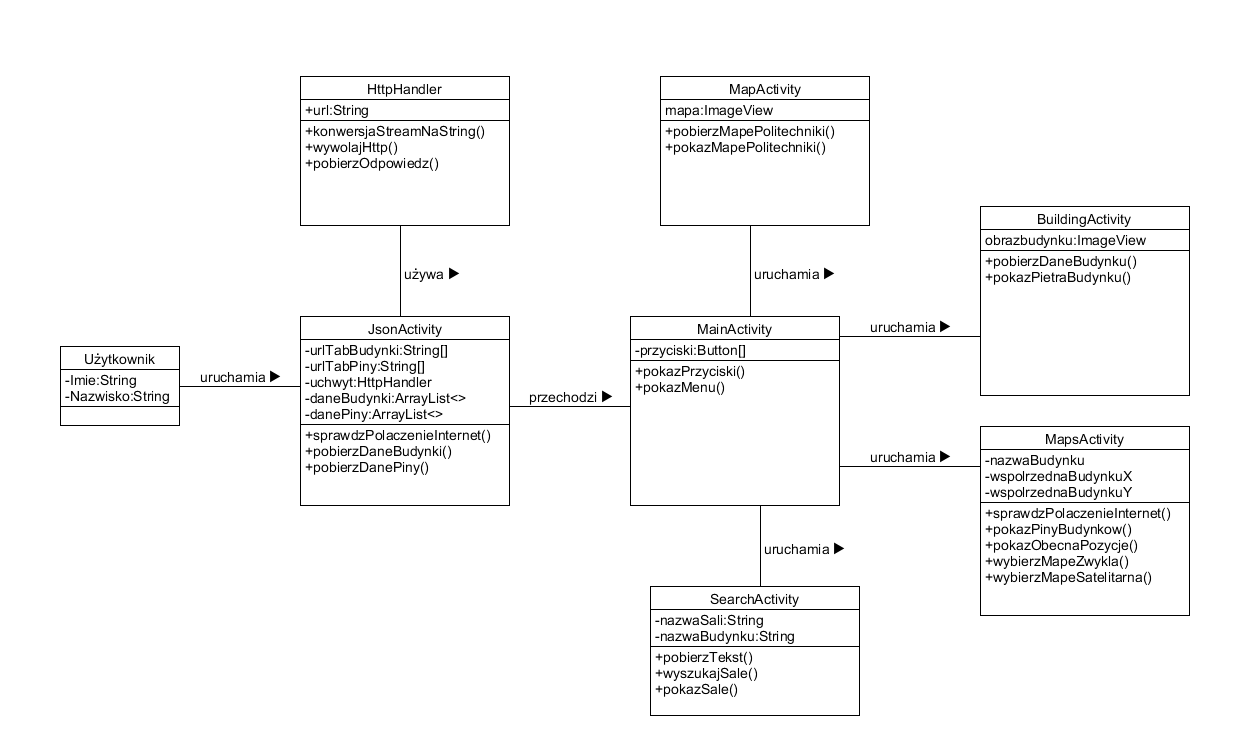 HttpHandler
+url:String
+konwersjaStreamNaString()
+wywolajHttp()
+pobierzOdpowiedz()
MapActivity
mapa:ImageView
+pobierzMapePolitechniki()
+pokazMapePolitechniki()
BuildingActivity
obrazbudynku:ImageView
+pobierzDaneBudynku()
+pokazPietraBudynku()
używa ▶
uruchamia ▶
uruchamia ▶
Użytkownik
-Imie:String
-Nazwisko:String
uruchamia ▶
JsonActivity
-urlTabBudynki:String[]
-urlTabPiny:String[]
-uchwyt:HttpHandler
-daneBudynki:ArrayList<>
-danePiny:ArrayList<>
+sprawdzPolaczenieInternet()
+pobierzDaneBudynki()
+pobierzDanePiny()
przechodzi ▶
MainActivity
-przyciski:Button[]
+pokazPrzyciski()
+pokazMenu()
uruchamia ▶
MapsActivity
-nazwaBudynku
-wspolrzednaBudynkuX
-wspolrzednaBudynkuY
+sprawdzPolaczenieInternet()
+pokazPinyBudynkow()
+pokazObecnaPozycje()
+wybierzMapeZwykla()
+wybierzMapeSatelitarna()
uruchamia ▶
SearchActivity
-nazwaSali:String
-nazwaBudynku:String
+pobierzTekst()
+wyszukajSale()
+pokazSale()